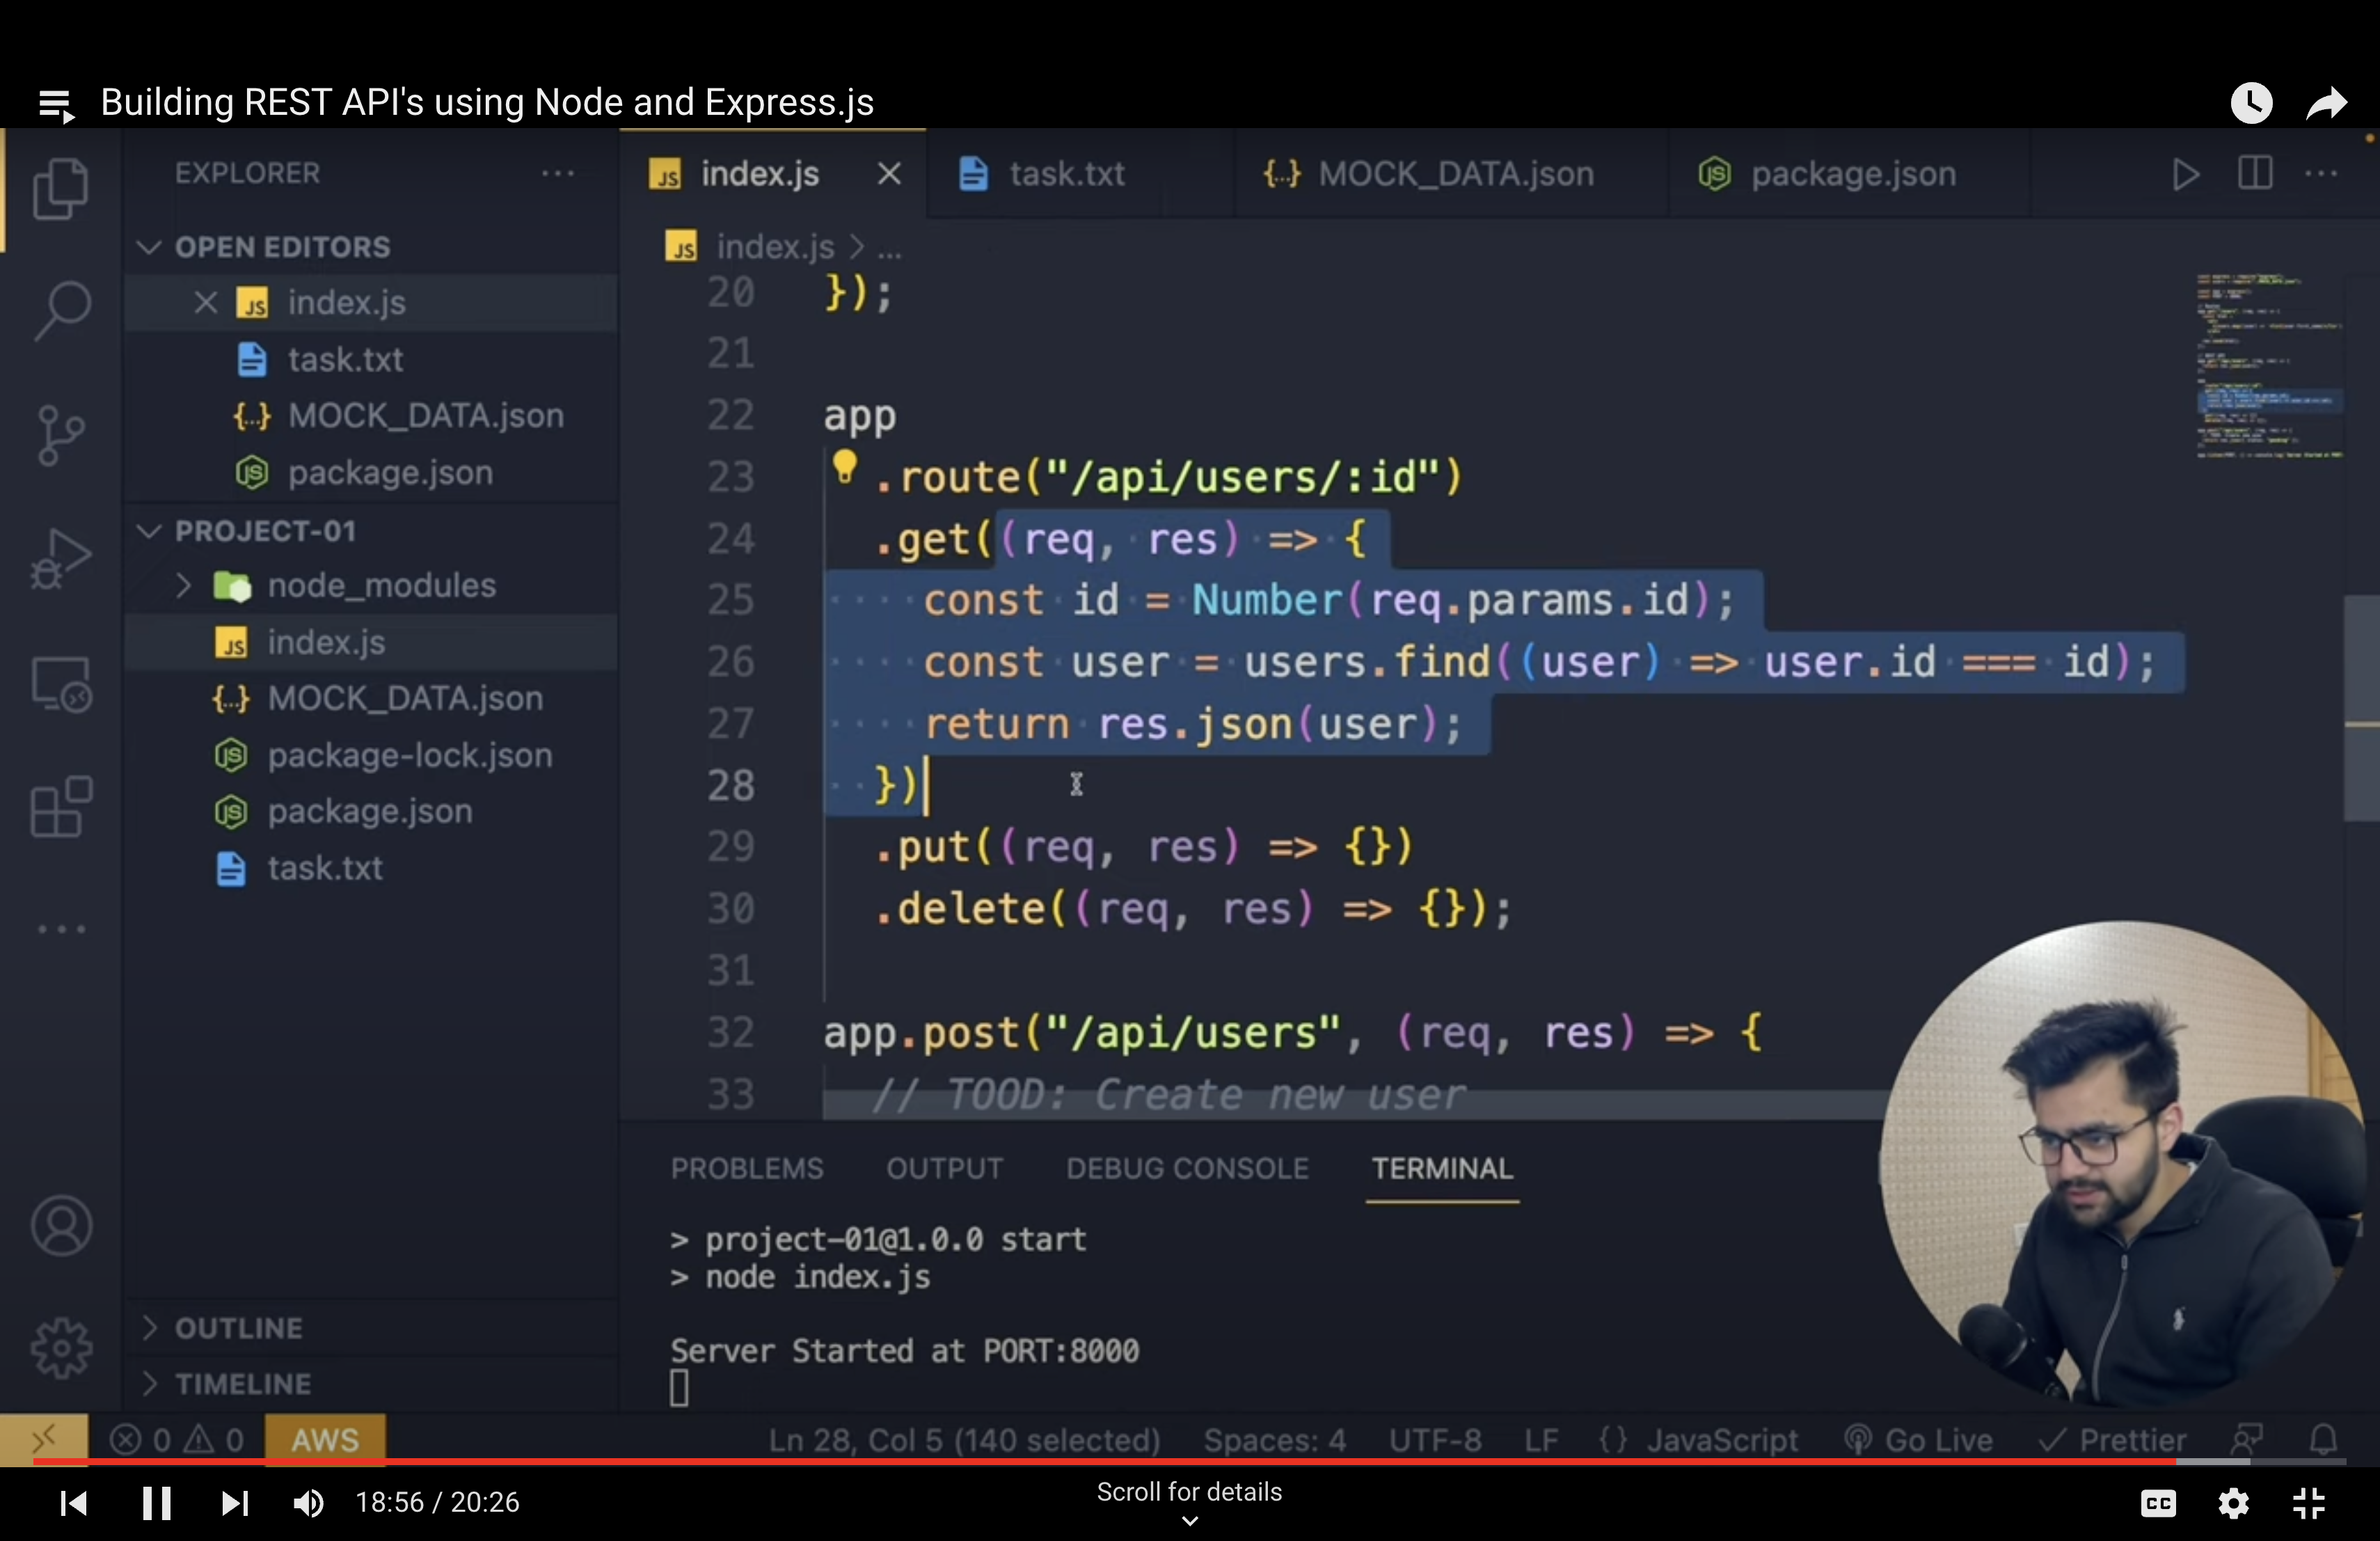 Building REST API's using Node and Express.js
EXPLORER
OPEN EDITORS
index.js
task.txt
MOCK_DATA.json
package.json
PROJECT-01
node_modules
index.js
MOCK_DATA.json
package-lock.json
package.json
task.txt
OUTLINE
TIMELINE
index.js task.txt MOCK_DATA.json package.json
index.js > ...
20 });
21
22 app
23 .route("/api/users/:id")
24 .get((req, res) => {
25 const id = Number(req.params.id);
26 const user = users.find((user) => user.id === id);
27 return res.json(user);
28 })
29 .put((req, res) => {})
30 .delete((req, res) => {});
31
32 app.post("/api/users", (req, res) => {
33 // TOOD: Create new user
PROBLEMS OUTPUT DEBUG CONSOLE TERMINAL
> project-01@1.0.0 start
> node index.js
Server Started at PORT:8000
0 0 AWS Ln 28, Col 5 (140 selected) Spaces: 4 UTF-8 LF {} JavaScript Go Live Prettier
18:56 / 20:26
Scroll for details
CC